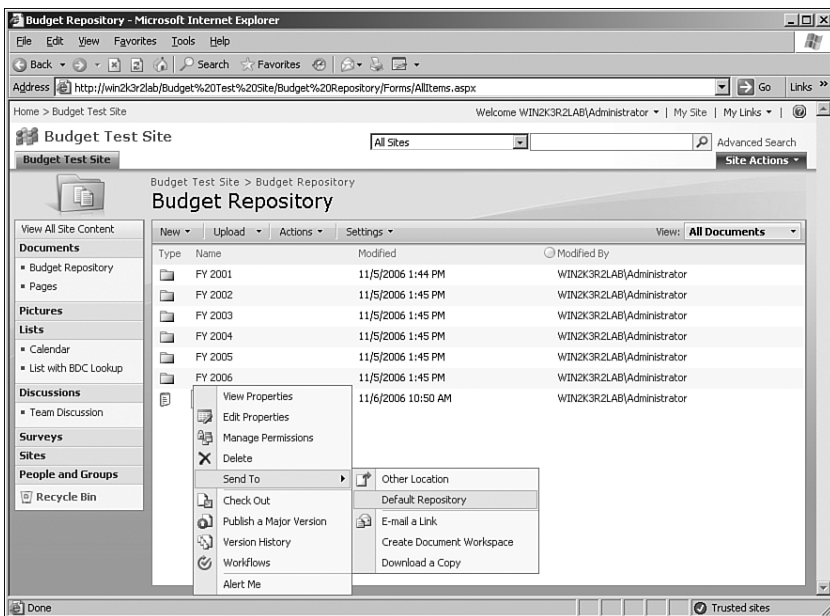 Budget Repository - Microsoft Internet Explorer
File Edit View Favorites Tools Help
Back Search Favorites
Address http://win2k3r2lab/Budget%20Test%20Site/Budget%20Repository/Forms/AllItems.aspx Go Links »
Home > Budget Test Site Welcome WIN2K3R2LAB\Administrator | My Site | My Links |
Budget Test Site All Sites Advanced Search
Budget Test Site Site Actions
Budget Test Site > Budget Repository
Budget Repository
View All Site Content
Documents
Budget Repository
Pages
Pictures
Lists
Calendar
List with BDC Lookup
Discussions
Team Discussion
Surveys
Sites
People and Groups
Recycle Bin
New Upload Actions Settings View: All Documents
Type Name Modified Modified By
FY 2001 11/5/2006 1:44 PM WIN2K3R2LAB\Administrator
FY 2002 11/5/2006 1:45 PM WIN2K3R2LAB\Administrator
FY 2003 11/5/2006 1:45 PM WIN2K3R2LAB\Administrator
FY 2004 11/5/2006 1:45 PM WIN2K3R2LAB\Administrator
FY 2005 11/5/2006 1:45 PM WIN2K3R2LAB\Administrator
FY 2006 11/5/2006 1:45 PM WIN2K3R2LAB\Administrator
11/6/2006 10:50 AM WIN2K3R2LAB\Administrator
View Properties
Edit Properties
Manage Permissions
Delete
Send To
Check Out
Publish a Major Version
Version History
Workflows
Alert Me
Other Location
Default Repository
E-mail a Link
Create Document Workspace
Download a Copy
Done Trusted sites